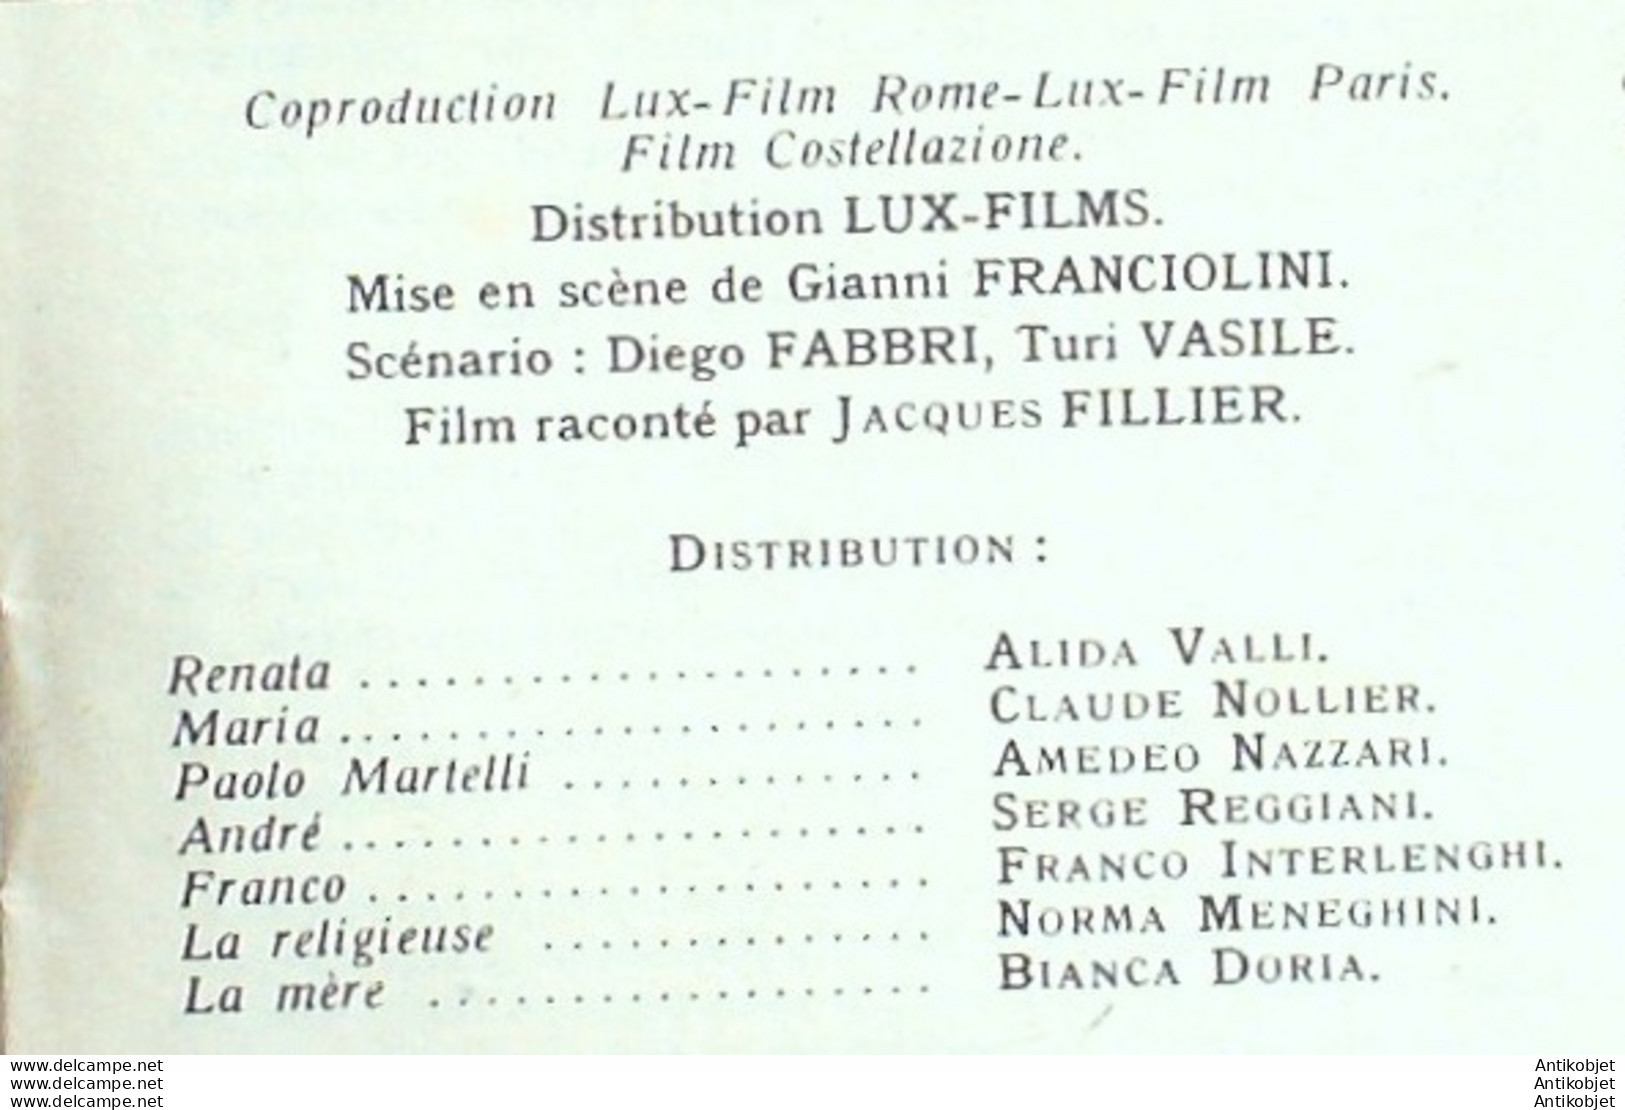 Coproduction Lux-Film Rome-Lux-Film Paris.
Film Costellazione.
Distribution LUX-FILMS.
Mise en scène de Gianni FRANCIOLINI.
Scénario : Diego FABBRI, Turi VASILE.
Film raconté par JACQUES FILLIER.
DISTRIBUTION :
Renata .................... ALIDA VALLI.
Maria ..................... CLAUDE NOLLIER.
Paolo Martelli ............. AMEDEO NAZZARI.
André ..................... SERGE REGGIANI.
Franco .................... FRANCO INTERLENGHI.
La religieuse .............. NORMA MENEGHINI.
La mère .................. BIANCA DORIA.
www.delcampe.net Antikobjet
www.delcampe.net Antikobjet
www.delcampe.net Antikobjet